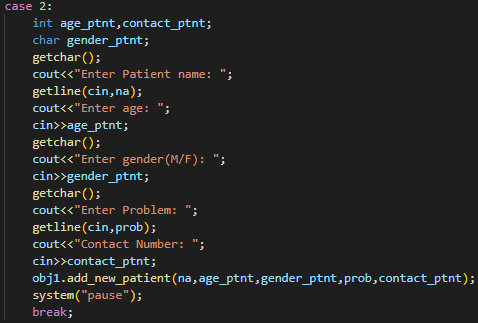 case 2:
    int age_ptnt,contact_ptnt;
    char gender_ptnt;
    getchar();
    cout<<"Enter Patient name: ";
    getline(cin,na);
    cout<<"Enter age: ";
    cin>>age_ptnt;
    getchar();
    cout<<"Enter gender(M/F): ";
    cin>>gender_ptnt;
    getchar();
    cout<<"Enter Problem: ";
    getline(cin,prob);
    cout<<"Contact Number: ";
    cin>>contact_ptnt;
    obj1.add_new_patient(na,age_ptnt,gender_ptnt,prob,contact_ptnt);
    system("pause");
    break;